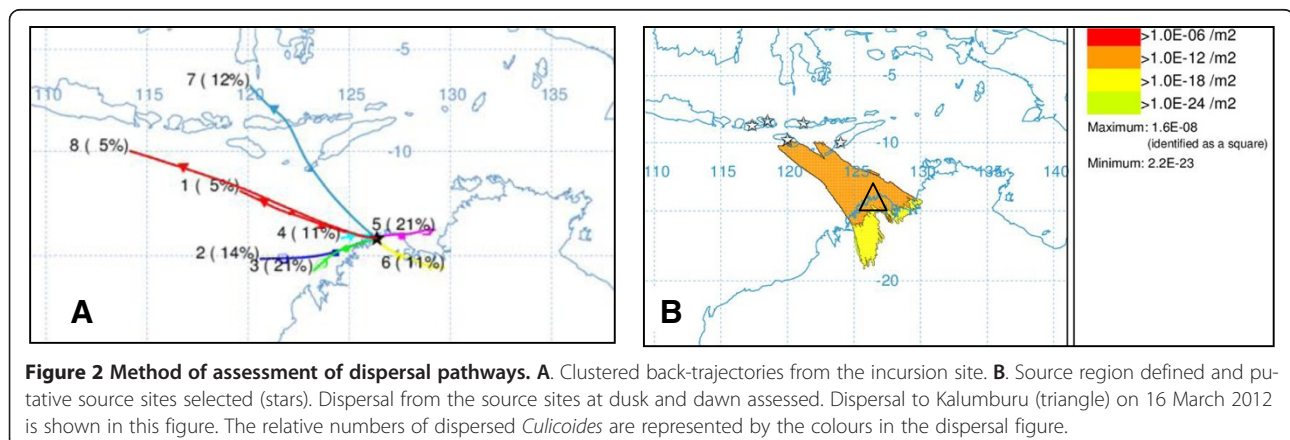 -5
110
115
120
125
130
135
7 ( 12%)
-10
8 ( 5%)
1 ( 5%)
4 ( 11%)
5 ( 21%)
2 ( 14%)
3 ( 21%)
6 ( 11%)
A
-5
-10
110
115
120
125
130
135
140
-20
B
>1.0E-06 /m2
>1.0E-12 /m2
>1.0E-18 /m2
>1.0E-24 /m2
Maximum: 1.6E-08
(identified as a square)
Minimum: 2.2E-23
Figure 2 Method of assessment of dispersal pathways. A. Clustered back-trajectories from the incursion site. B. Source region defined and pu-
tative source sites selected (stars). Dispersal from the source sites at dusk and dawn assessed. Dispersal to Kalumburu (triangle) on 16 March 2012
is shown in this figure. The relative numbers of dispersed Culicoides are represented by the colours in the dispersal figure.